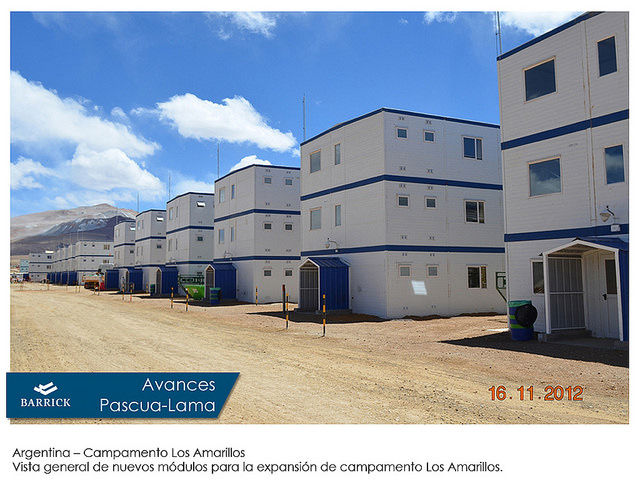 16.11.2012
Avances
Pascua-Lama
BARRICK
Argentina – Campamento Los Amarillos
Vista general de nuevos módulos para la expansión de campamento Los Amarillos.